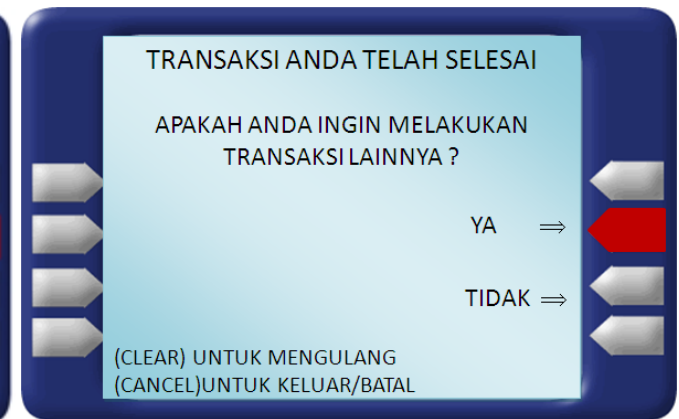 TRANSAKSI ANDA TELAH SELESAI
APAKAH ANDA INGIN MELAKUKAN
TRANSAKSI LAINNYA ?
YA ⇒
TIDAK ⇒
(CLEAR) UNTUK MENGULANG
(CANCEL)UNTUK KELUAR/BATAL